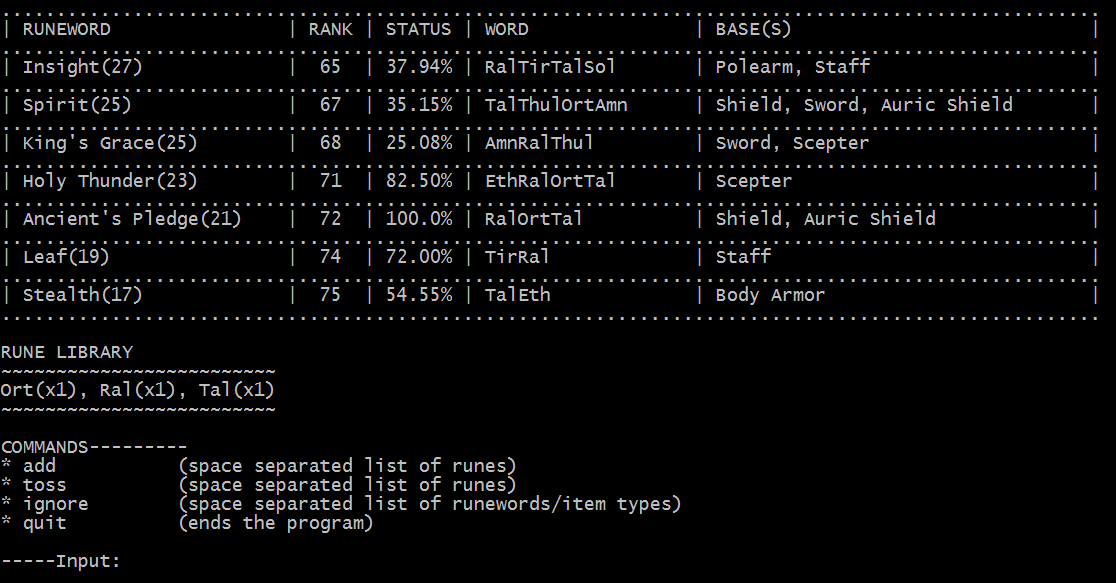 | RUNEWORD | RANK | STATUS | WORD | BASE(S) |
| Insight(27) | 65 | 37.94% | RalTirTalSol | Polearm, Staff |
| Spirit(25) | 67 | 35.15% | TalThulOrtAmn | Shield, Sword, Auric Shield |
| King's Grace(25) | 68 | 25.08% | AmnRalThul | Sword, Scepter |
| Holy Thunder(23) | 71 | 82.50% | EthRalOrtTal | Scepter |
| Ancient's Pledge(21) | 72 | 100.0% | RalOrtTal | Shield, Auric Shield |
| Leaf(19) | 74 | 72.00% | TirRal | Staff |
| Stealth(17) | 75 | 54.55% | TalEth | Body Armor |
RUNE LIBRARY
~~~~~~~~~~~~~~~~~~~~~~~~~
Ort(x1), Ral(x1), Tal(x1)
~~~~~~~~~~~~~~~~~~~~~~~~~
COMMANDS---------
* add (space separated list of runes)
* toss (space separated list of runes)
* ignore (space separated list of runewords/item types)
* quit (ends the program)
-----Input: